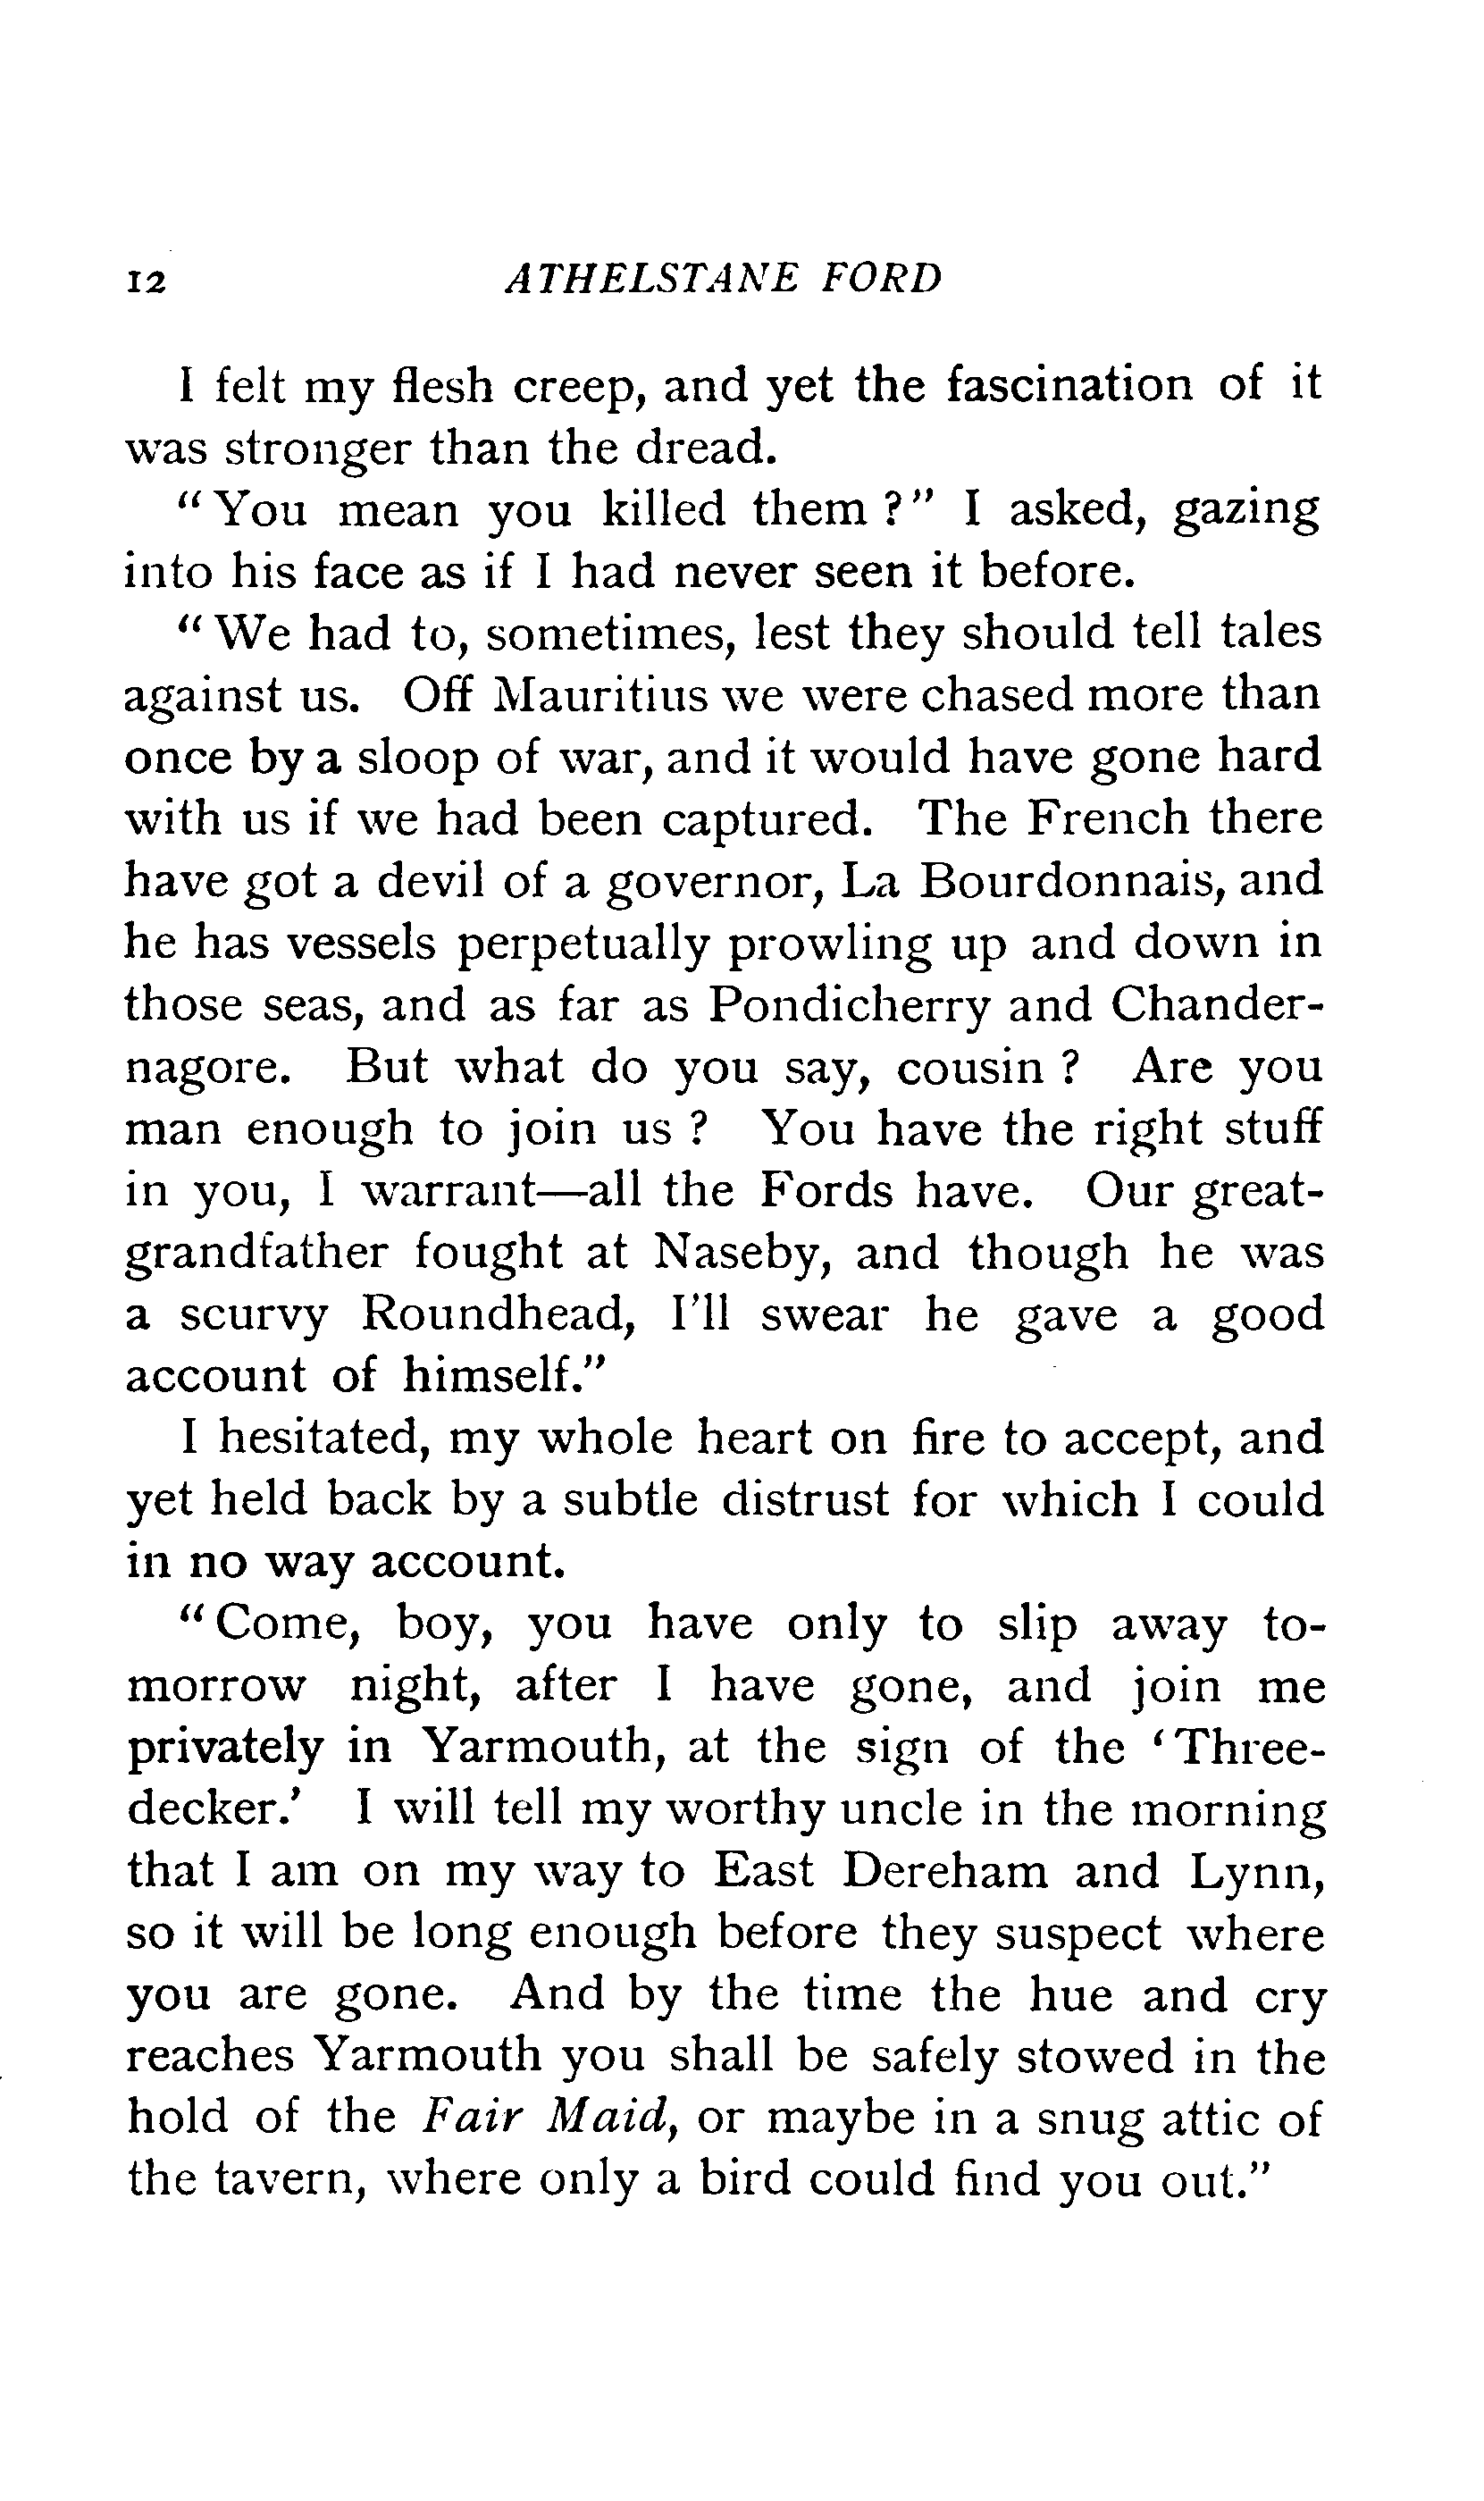 12 ATHELSTANE FORD
I felt my flesh creep, and yet the fascination of it
was stronger than the dread.
"You mean you killed them?" I asked, gazing
into his face as if I had never seen it before.
"We had to, sometimes, lest they should tell tales
against us. Off Mauritius we were chased more than
once by a sloop of war, and it would have gone hard
with us if we had been captured. The French there
have got a devil of a governor, La Bourdonnais, and
he has vessels perpetually prowling up and down in
those seas, and as far as Pondicherry and Chander-
nagore. But what do you say, cousin? Are you
man enough to join us? You have the right stuff
in you, I warrant—all the Fords have. Our great-
grandfather fought at Naseby, and though he was
a scurvy Roundhead, I'll swear he gave a good
account of himself."
I hesitated, my whole heart on fire to accept, and
yet held back by a subtle distrust for which I could
in no way account.
"Come, boy, you have only to slip away to-
morrow night, after I have gone, and join me
privately in Yarmouth, at the sign of the 'Three-
decker.' I will tell my worthy uncle in the morning
that I am on my way to East Dereham and Lynn,
so it will be long enough before they suspect where
you are gone. And by the time the hue and cry
reaches Yarmouth you shall be safely stowed in the
hold of the Fair Maid, or maybe in a snug attic of
the tavern, where only a bird could find you out."